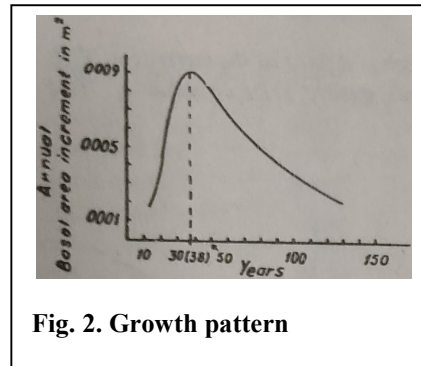 Annual
Basal area increment in m²
0009
0005
0001
10 30(38) 50 100 150
Years
Fig. 2. Growth pattern